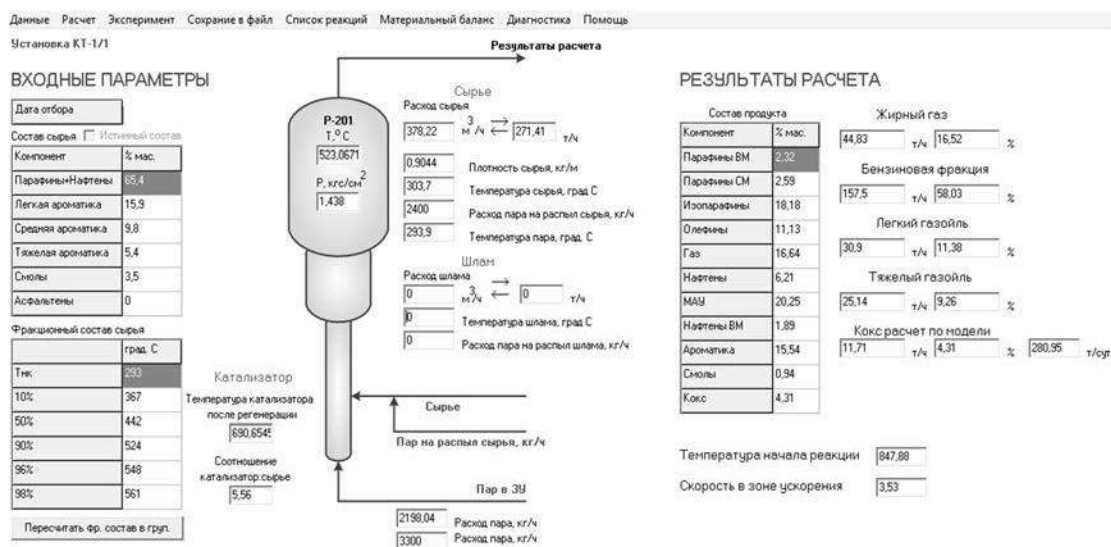 Данные Расчет Эксперимент Сохрание в файл Список реакций Материальный баланс Диагностика Помощь
Установка КТ-1/1
ВХОДНЫЕ ПАРАМЕТРЫ
Дата отбора
Состав сырья Истинный состав
Компонент % мас.
Парафины+Нафтены 65,4
Легкая ароматика 15,9
Средняя ароматика 9,8
Тяжелая ароматика 5,4
Смолы 3,5
Асфальтены 0
Фракционный состав сырья
град. С
Тнк 293
10% 367
50% 442
90% 524
96% 548
98% 561
Пересчитать фр. состав в груп.
Катализатор
Температура катализатора
после регенерации
690,6545
Соотношение
катализатор:сырье
5,56
Результаты расчета
Р-201
Т,⁰ С
523,0671
Р, кгс/см²
1,438
Сырье
Расход сырья
378,22 м³/ч 271,41 т/ч
0,9044 Плотность сырья, кг/м
303,7 Температура сырья, град С
2400 Расход пара на распыл сырья, кг/ч
293,9 Температура пара, град. С
Шлам
Расход шлама
0 м³/ч 0 т/ч
0 Температура шлама, град С
0 Расход пара на распыл шлама, кг/ч
Сырье
Пар на распыл сырья, кг/ч
Пар в ЗУ
2198,04 Расход пара, кг/ч
3300 Расход пара, кг/ч
РЕЗУЛЬТАТЫ РАСЧЕТА
Состав продукта
Компонент % мас.
Парафины ВМ 2,32
Парафины СМ 2,59
Изопарафины 18,18
Олефины 11,13
Газ 16,64
Нафтены 6,21
МАУ 20,25
Нафтены ВМ 1,89
Ароматика 15,54
Смолы 0,94
Кокс 4,31
Жирный газ
44,83 т/ч 16,52 %
Бензиновая фракция
157,5 т/ч 58,03 %
Легкий газойль
30,9 т/ч 11,38 %
Тяжелый газойль
25,14 т/ч 9,26 %
Кокс расчет по модели
11,71 т/ч 4,31 % 280,95 т/сут
Температура начала реакции 847,88
Скорость в зоне ускорения 3,53